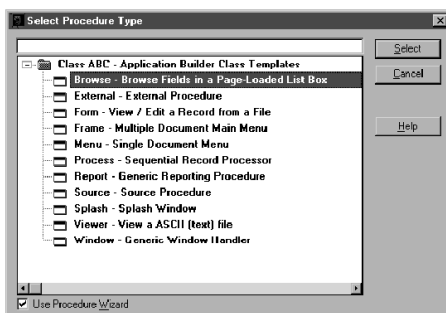 Select Procedure Type
Class ABC - Application Builder Class Templates
Browse - Browse Fields in a Page-Loaded List Box
External - External Procedure
Form - View / Edit a Record from a File
Frame - Multiple Document Main Menu
Menu - Single Document Menu
Process - Sequential Record Processor
Report - Generic Reporting Procedure
Source - Source Procedure
Splash - Splash Window
Viewer - View a ASCII (text) file
Window - Generic Window Handler
Use Procedure Wizard
Select
Cancel
Help